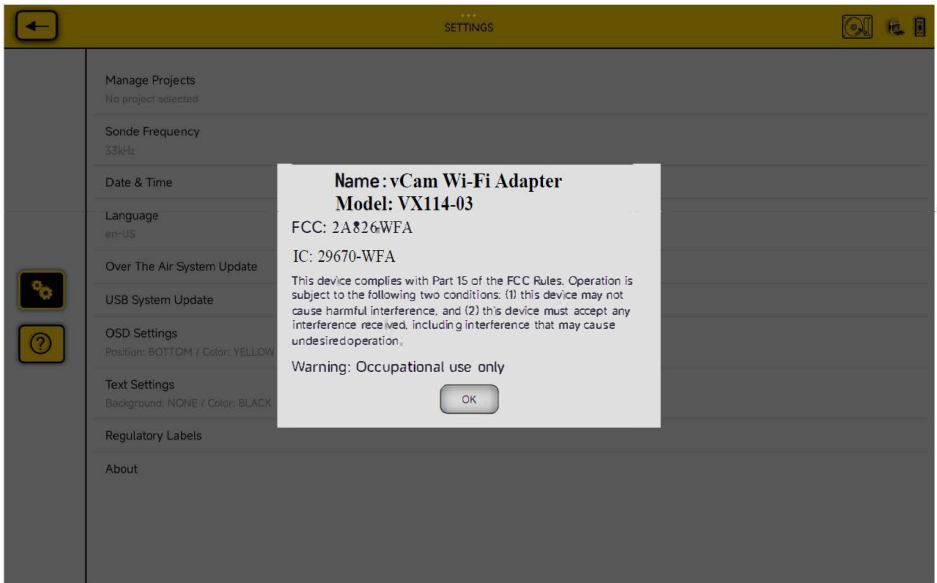 SETTINGS
Manage Projects
No project selected
Sonde Frequency
33kHz
Date & Time
Language
en-US
Over The Air System Update
USB System Update
OSD Settings
Position: BOTTOM / Color: YELLOW
Text Settings
Background: NONE / Color: BLACK
Regulatory Labels
About
Name: vCam Wi-Fi Adapter
Model: VX114-03
FCC: 2A826-WFA
IC: 29670-WFA
This device complies with Part 15 of the FCC Rules. Operation is
subject to the following two conditions: (1) this device may not
cause harmful interference, and (2) this device must accept any
interference received, including interference that may cause
undesired operation.
Warning: Occupational use only
OK